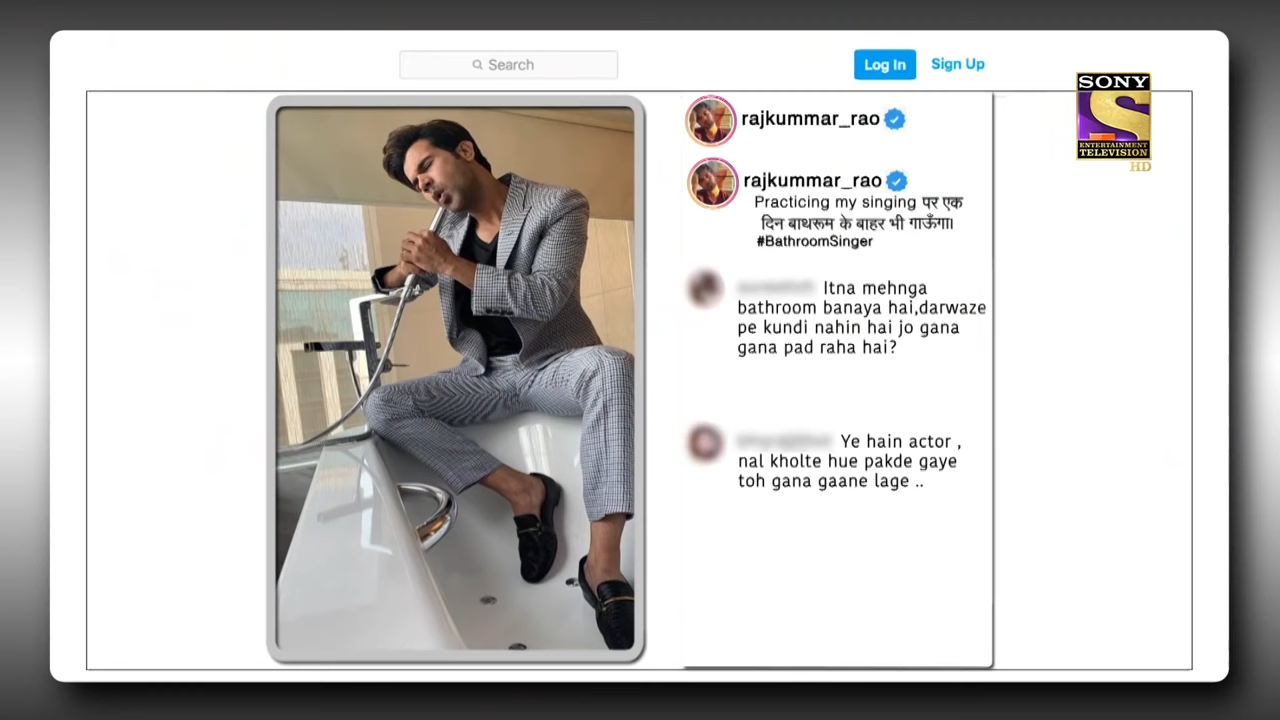 Search
Log In
Sign Up
SONY
S
ENTERTAINMENT
TELEVISION
HD
rajkummar_rao
rajkummar_rao
Practicing my singing पर एक
दिन बाथरूम के बाहर भी गाऊँगा।
#BathroomSinger
Itna mehnga
bathroom banaya hai,darwaze
pe kundi nahin hai jo gana
gana pad raha hai?
Ye hain actor ,
nal kholte hue pakde gaye
toh gana gaane lage ..